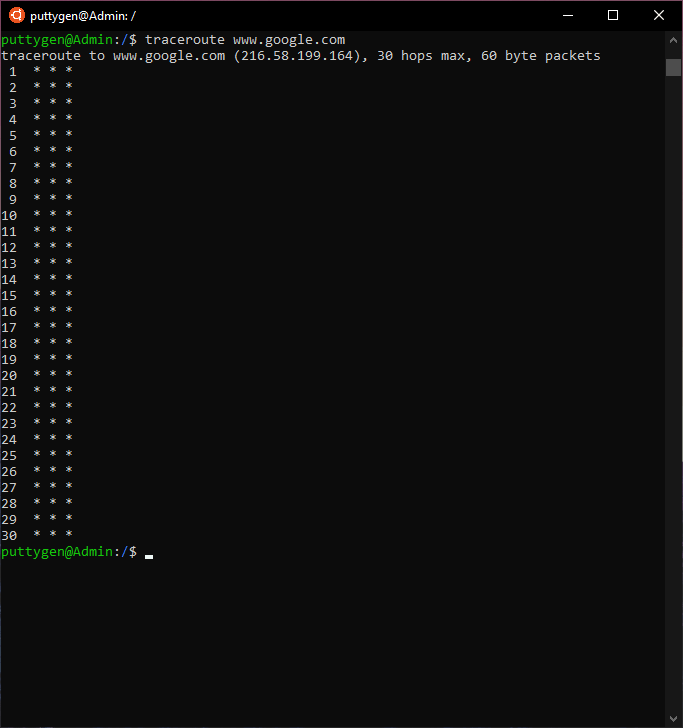 puttygen@Admin: /
puttygen@Admin:/$ traceroute www.google.com
traceroute to www.google.com (216.58.199.164), 30 hops max, 60 byte packets
 1  * * *
 2  * * *
 3  * * *
 4  * * *
 5  * * *
 6  * * *
 7  * * *
 8  * * *
 9  * * *
10  * * *
11  * * *
12  * * *
13  * * *
14  * * *
15  * * *
16  * * *
17  * * *
18  * * *
19  * * *
20  * * *
21  * * *
22  * * *
23  * * *
24  * * *
25  * * *
26  * * *
27  * * *
28  * * *
29  * * *
30  * * *
puttygen@Admin:/$